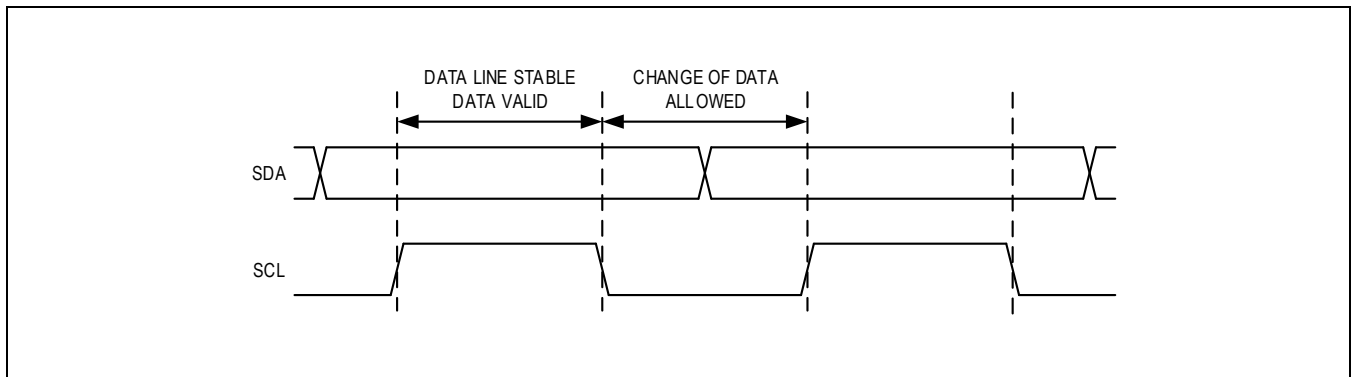 DATA LINE STABLE
DATA VALID
CHANGE OF DATA
ALLOWED
SDA
SCL